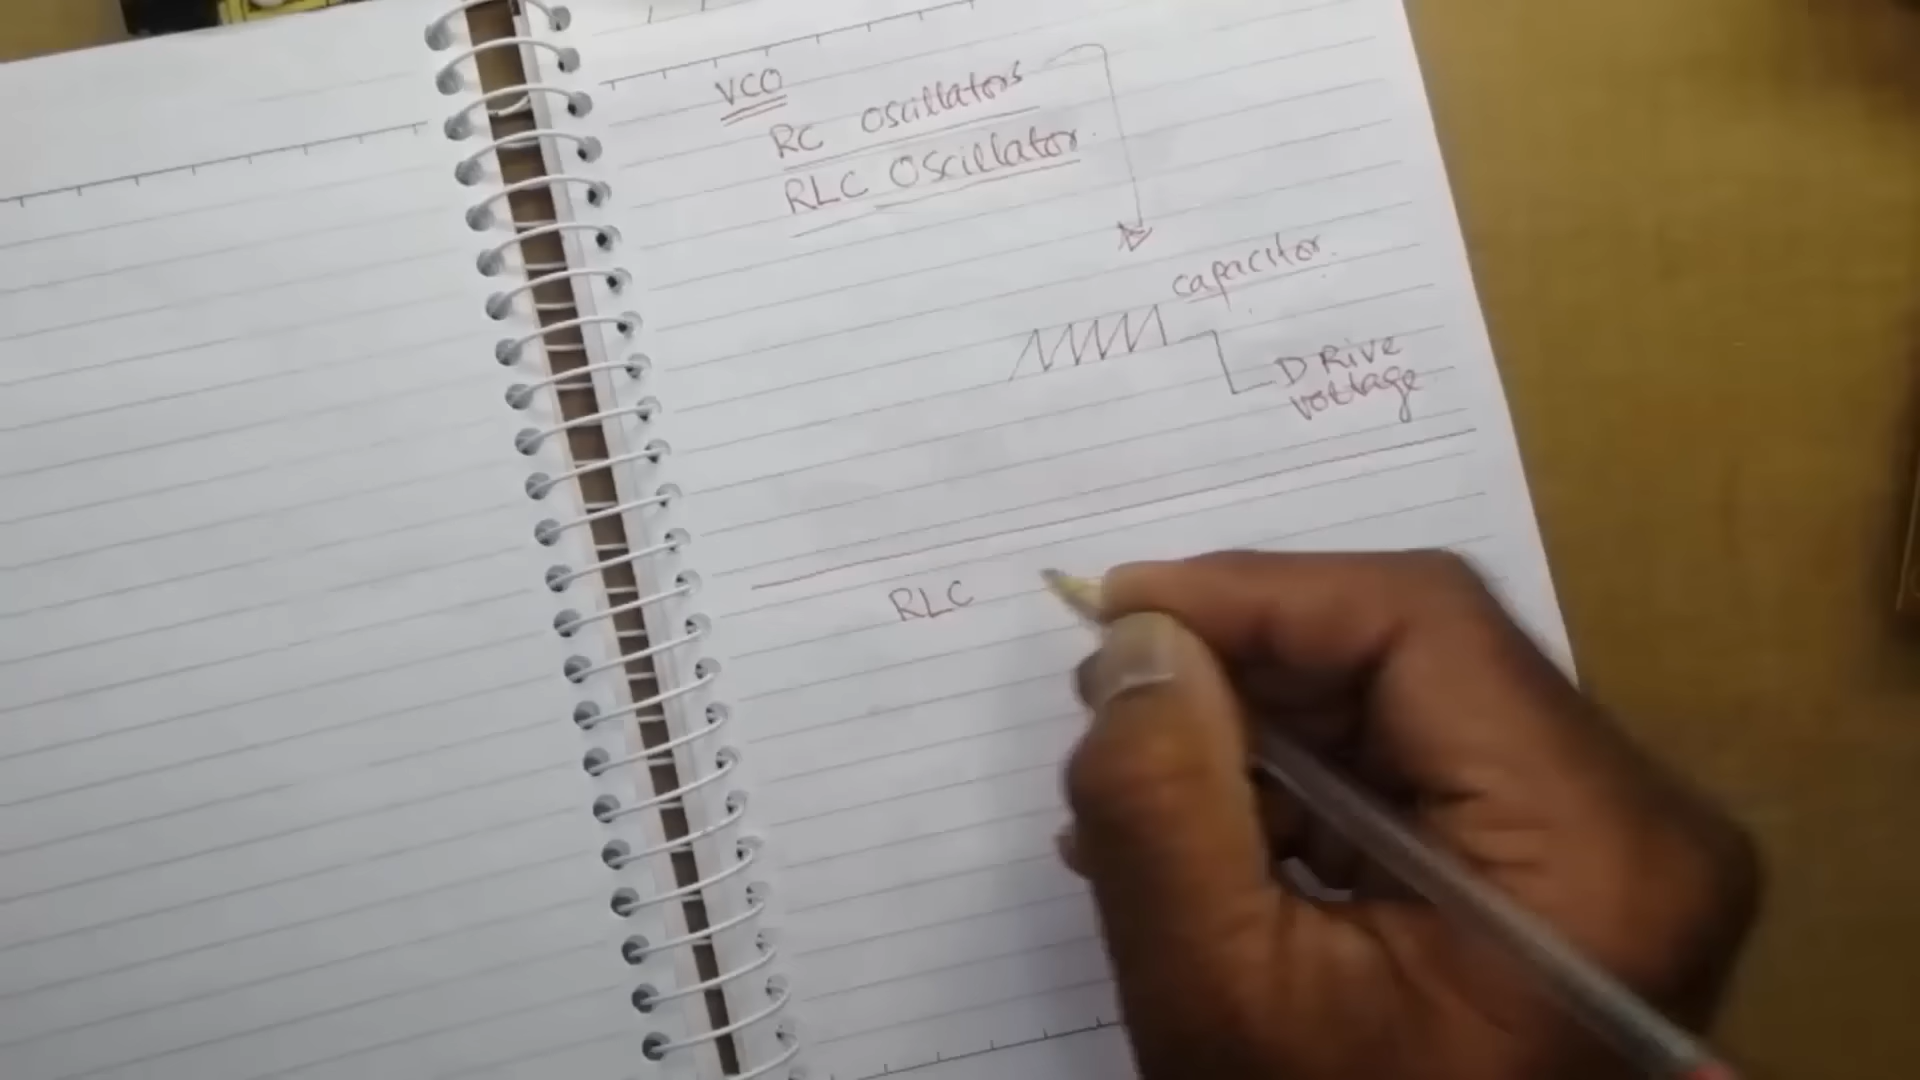 VCO
RC Oscillators
RLC Oscillator.
capacitor.
DRive
voltage
RLC